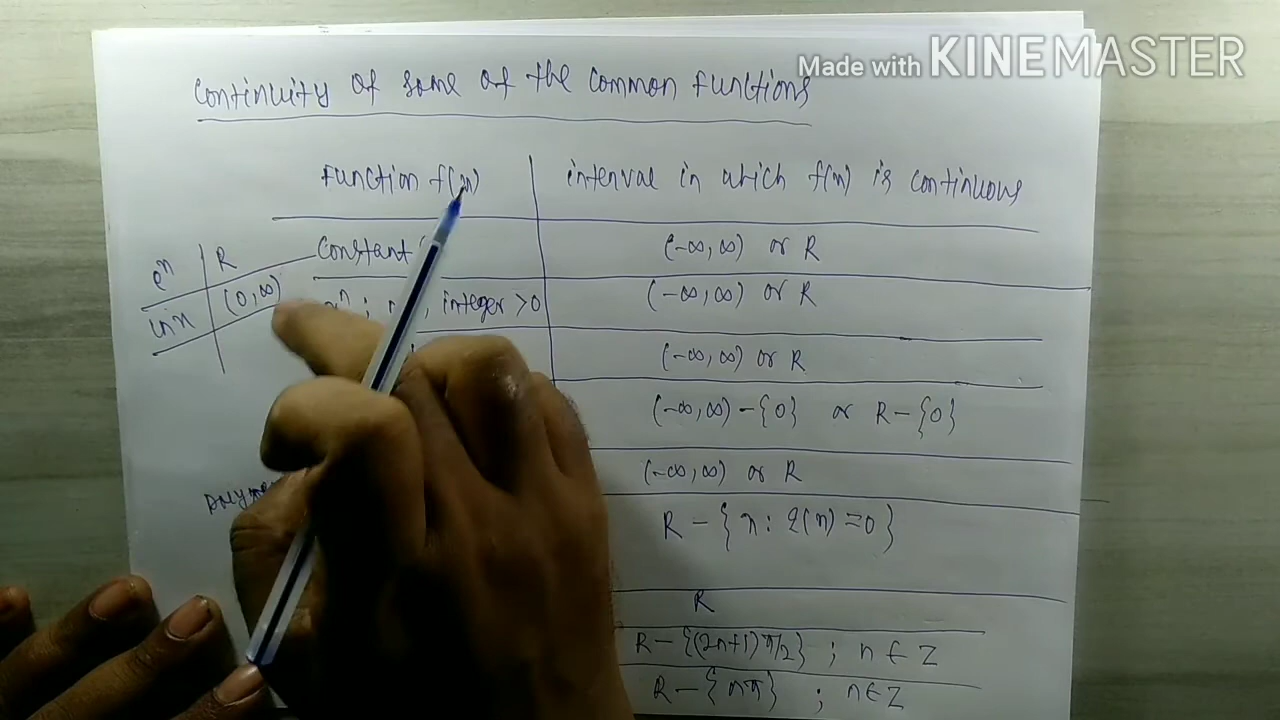 Made with KINEMASTER
Continuity of some of the common functions
Function f(x) interval in which f(x) is continuous
e^x R
Constant (-∞,∞) or R
lnx (0,∞)
integer >0 (-∞,∞) or R
(-∞,∞) or R
(-∞,∞)-{0} or R-{0}
(-∞,∞) or R
R-{x: q(x)=0}
R
R-{(2n+1)π/2} ; n∈Z
R-{nπ} ; n∈Z